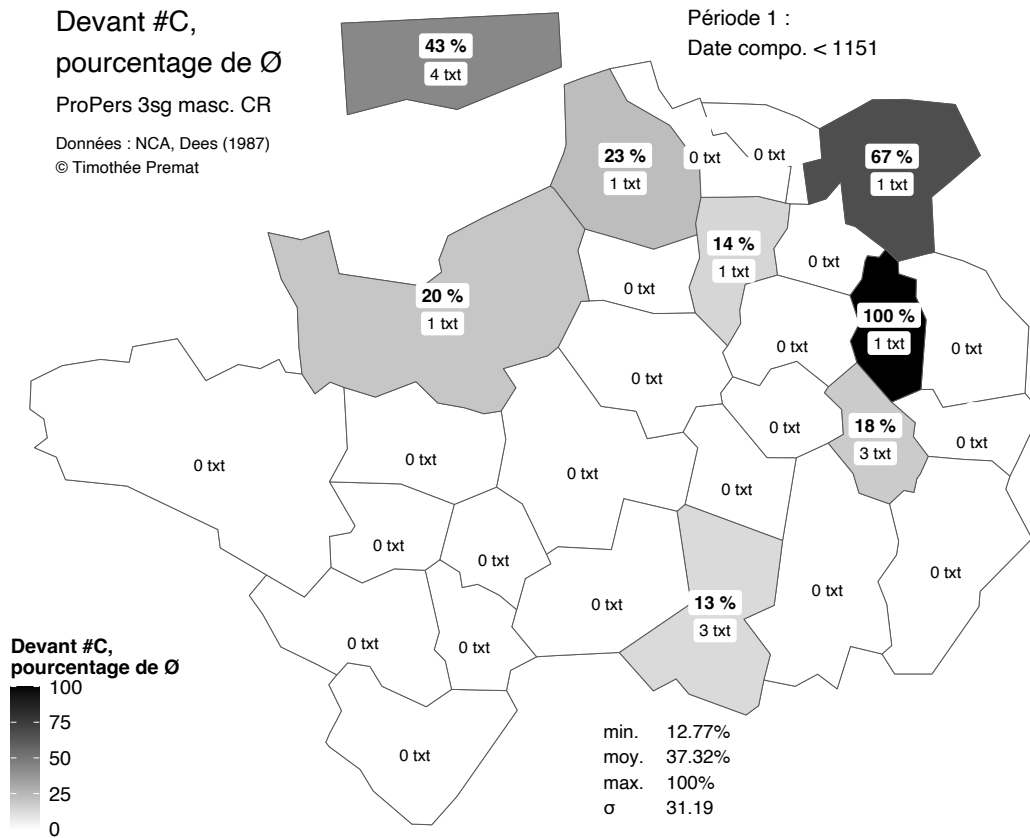 Devant #C,
pourcentage de Ø
ProPers 3sg masc. CR
Données : NCA, Dees (1987)
© Timothée Premat
Période 1 :
Date compo. < 1151
43 %
4 txt
23 %
1 txt
0 txt
0 txt
67 %
1 txt
14 %
1 txt
0 txt
20 %
1 txt
0 txt
100 %
1 txt
0 txt
0 txt
0 txt
18 %
3 txt
0 txt
0 txt
0 txt
0 txt
0 txt
0 txt
0 txt
0 txt
0 txt
0 txt
0 txt
13 %
3 txt
0 txt
0 txt
0 txt
0 txt
Devant #C,
pourcentage de Ø
100
75
50
25
0
min. 12.77%
moy. 37.32%
max. 100%
σ 31.19